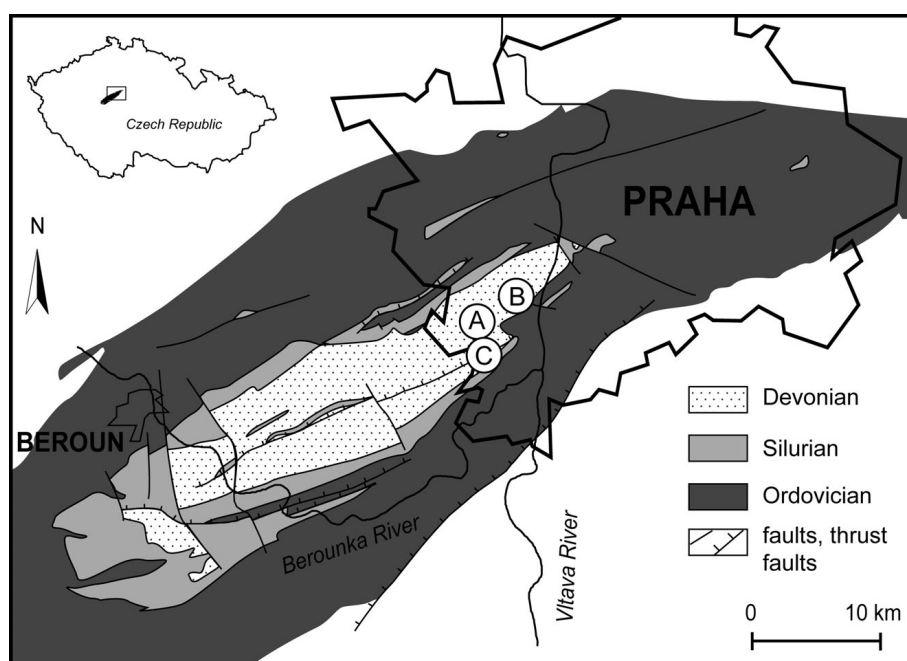 Czech Republic
N
PRAHA
B
A
C
BEROUN
Berounka River
Vltava River
Devonian
Silurian
Ordovician
faults, thrust
faults
0 10 km